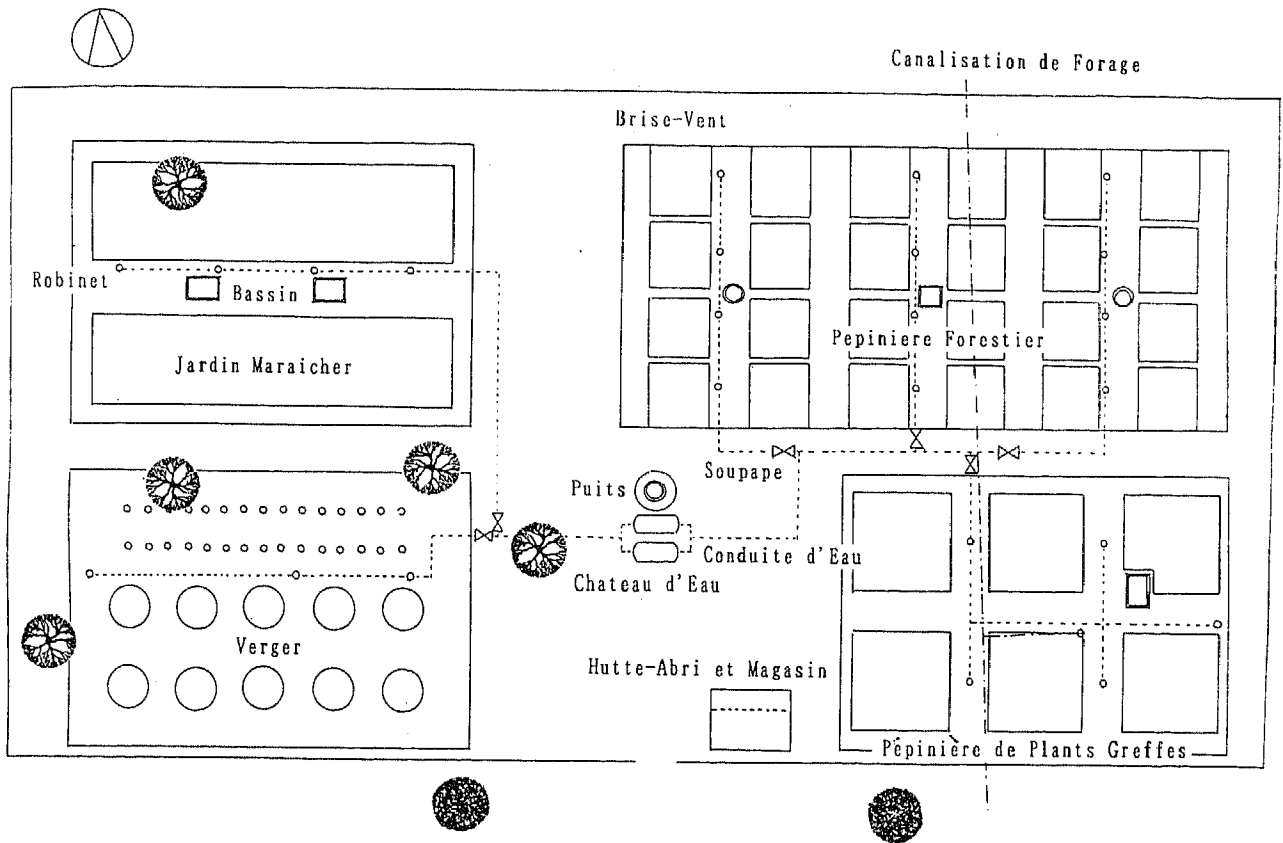 Canalisation de Forage
Brise-Vent
Robinet
Bassin
Jardin Maraicher
Pepiniere Forestier
Soupape
Puits
Conduite d'Eau
Chateau d'Eau
Verger
Hutte-Abri et Magasin
Pépinière de Plants Greffes